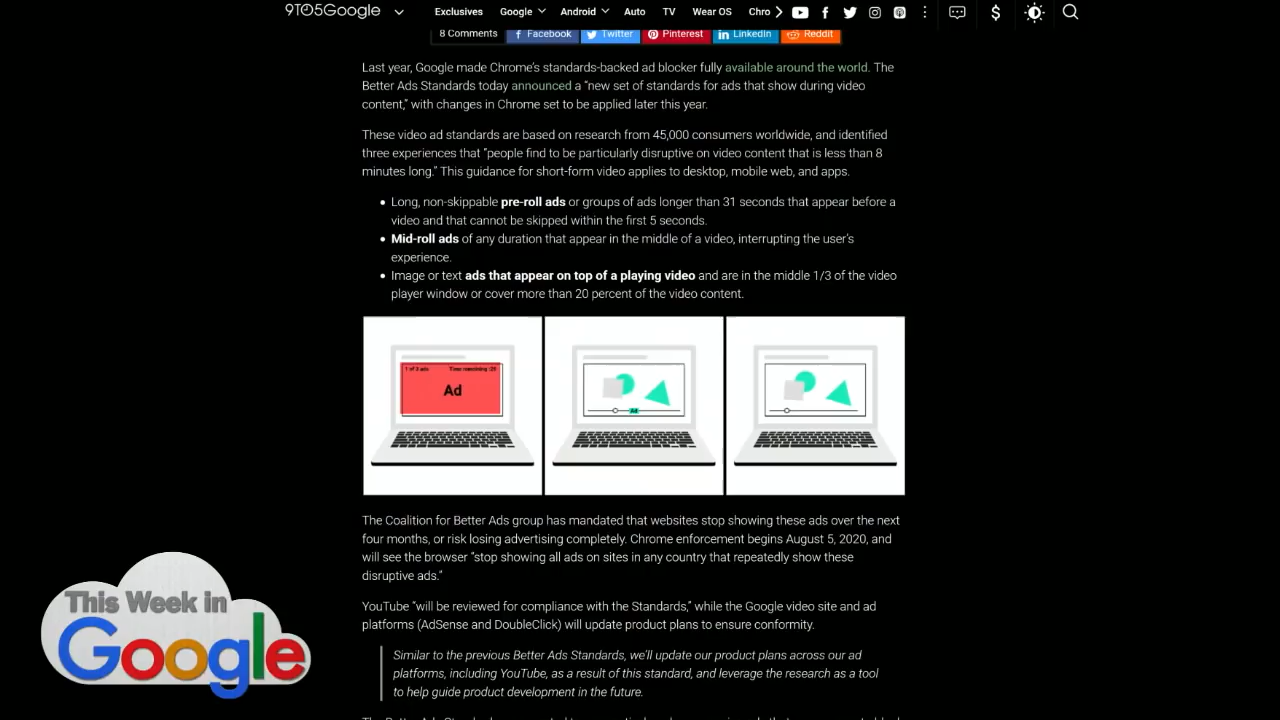 9TO5Google Exclusives Google Android Auto TV Wear OS Chro
8 Comments Facebook Twitter Pinterest LinkedIn Reddit
Last year, Google made Chrome's standards-backed ad blocker fully available around the world. The
Better Ads Standards today announced a “new set of standards for ads that show during video
content,” with changes in Chrome set to be applied later this year.
These video ad standards are based on research from 45,000 consumers worldwide, and identified
three experiences that “people find to be particularly disruptive on video content that is less than 8
minutes long.” This guidance for short-form video applies to desktop, mobile web, and apps.
• Long, non-skippable pre-roll ads or groups of ads longer than 31 seconds that appear before a
video and that cannot be skipped within the first 5 seconds.
• Mid-roll ads of any duration that appear in the middle of a video, interrupting the user's
experience.
• Image or text ads that appear on top of a playing video and are in the middle 1/3 of the video
player window or cover more than 20 percent of the video content.
1 of 2 ads Time remaining :25
Ad
Ad
The Coalition for Better Ads group has mandated that websites stop showing these ads over the next
four months, or risk losing advertising completely. Chrome enforcement begins August 5, 2020, and
will see the browser “stop showing all ads on sites in any country that repeatedly show these
disruptive ads.”
YouTube “will be reviewed for compliance with the Standards,” while the Google video site and ad
platforms (AdSense and DoubleClick) will update product plans to ensure conformity.
Similar to the previous Better Ads Standards, we'll update our product plans across our ad
platforms, including YouTube, as a result of this standard, and leverage the research as a tool
to help guide product development in the future.
This Week in
Google